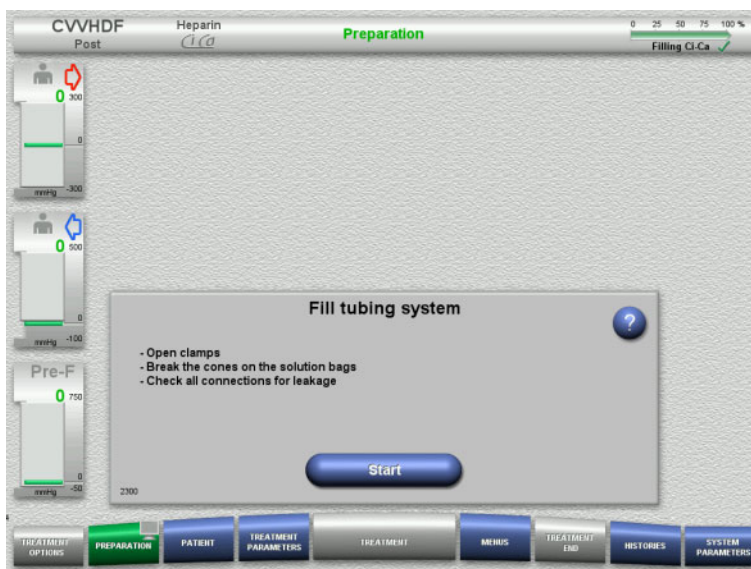 CVVHDF
Post
Heparin
Ci Ca
Preparation
0 25 50 75 100 %
Filling Ci-Ca
0
300
0
-300
mmHg
0
500
0
-100
mmHg
Pre-F
0
750
0
-50
mmHg
Fill tubing system
?
- Open clamps
- Break the cones on the solution bags
- Check all connections for leakage
Start
2300
TREATMENT OPTIONS
PREPARATION
PATIENT
TREATMENT PARAMETERS
TREATMENT
MENUS
TREATMENT END
HISTORIES
SYSTEM PARAMETERS